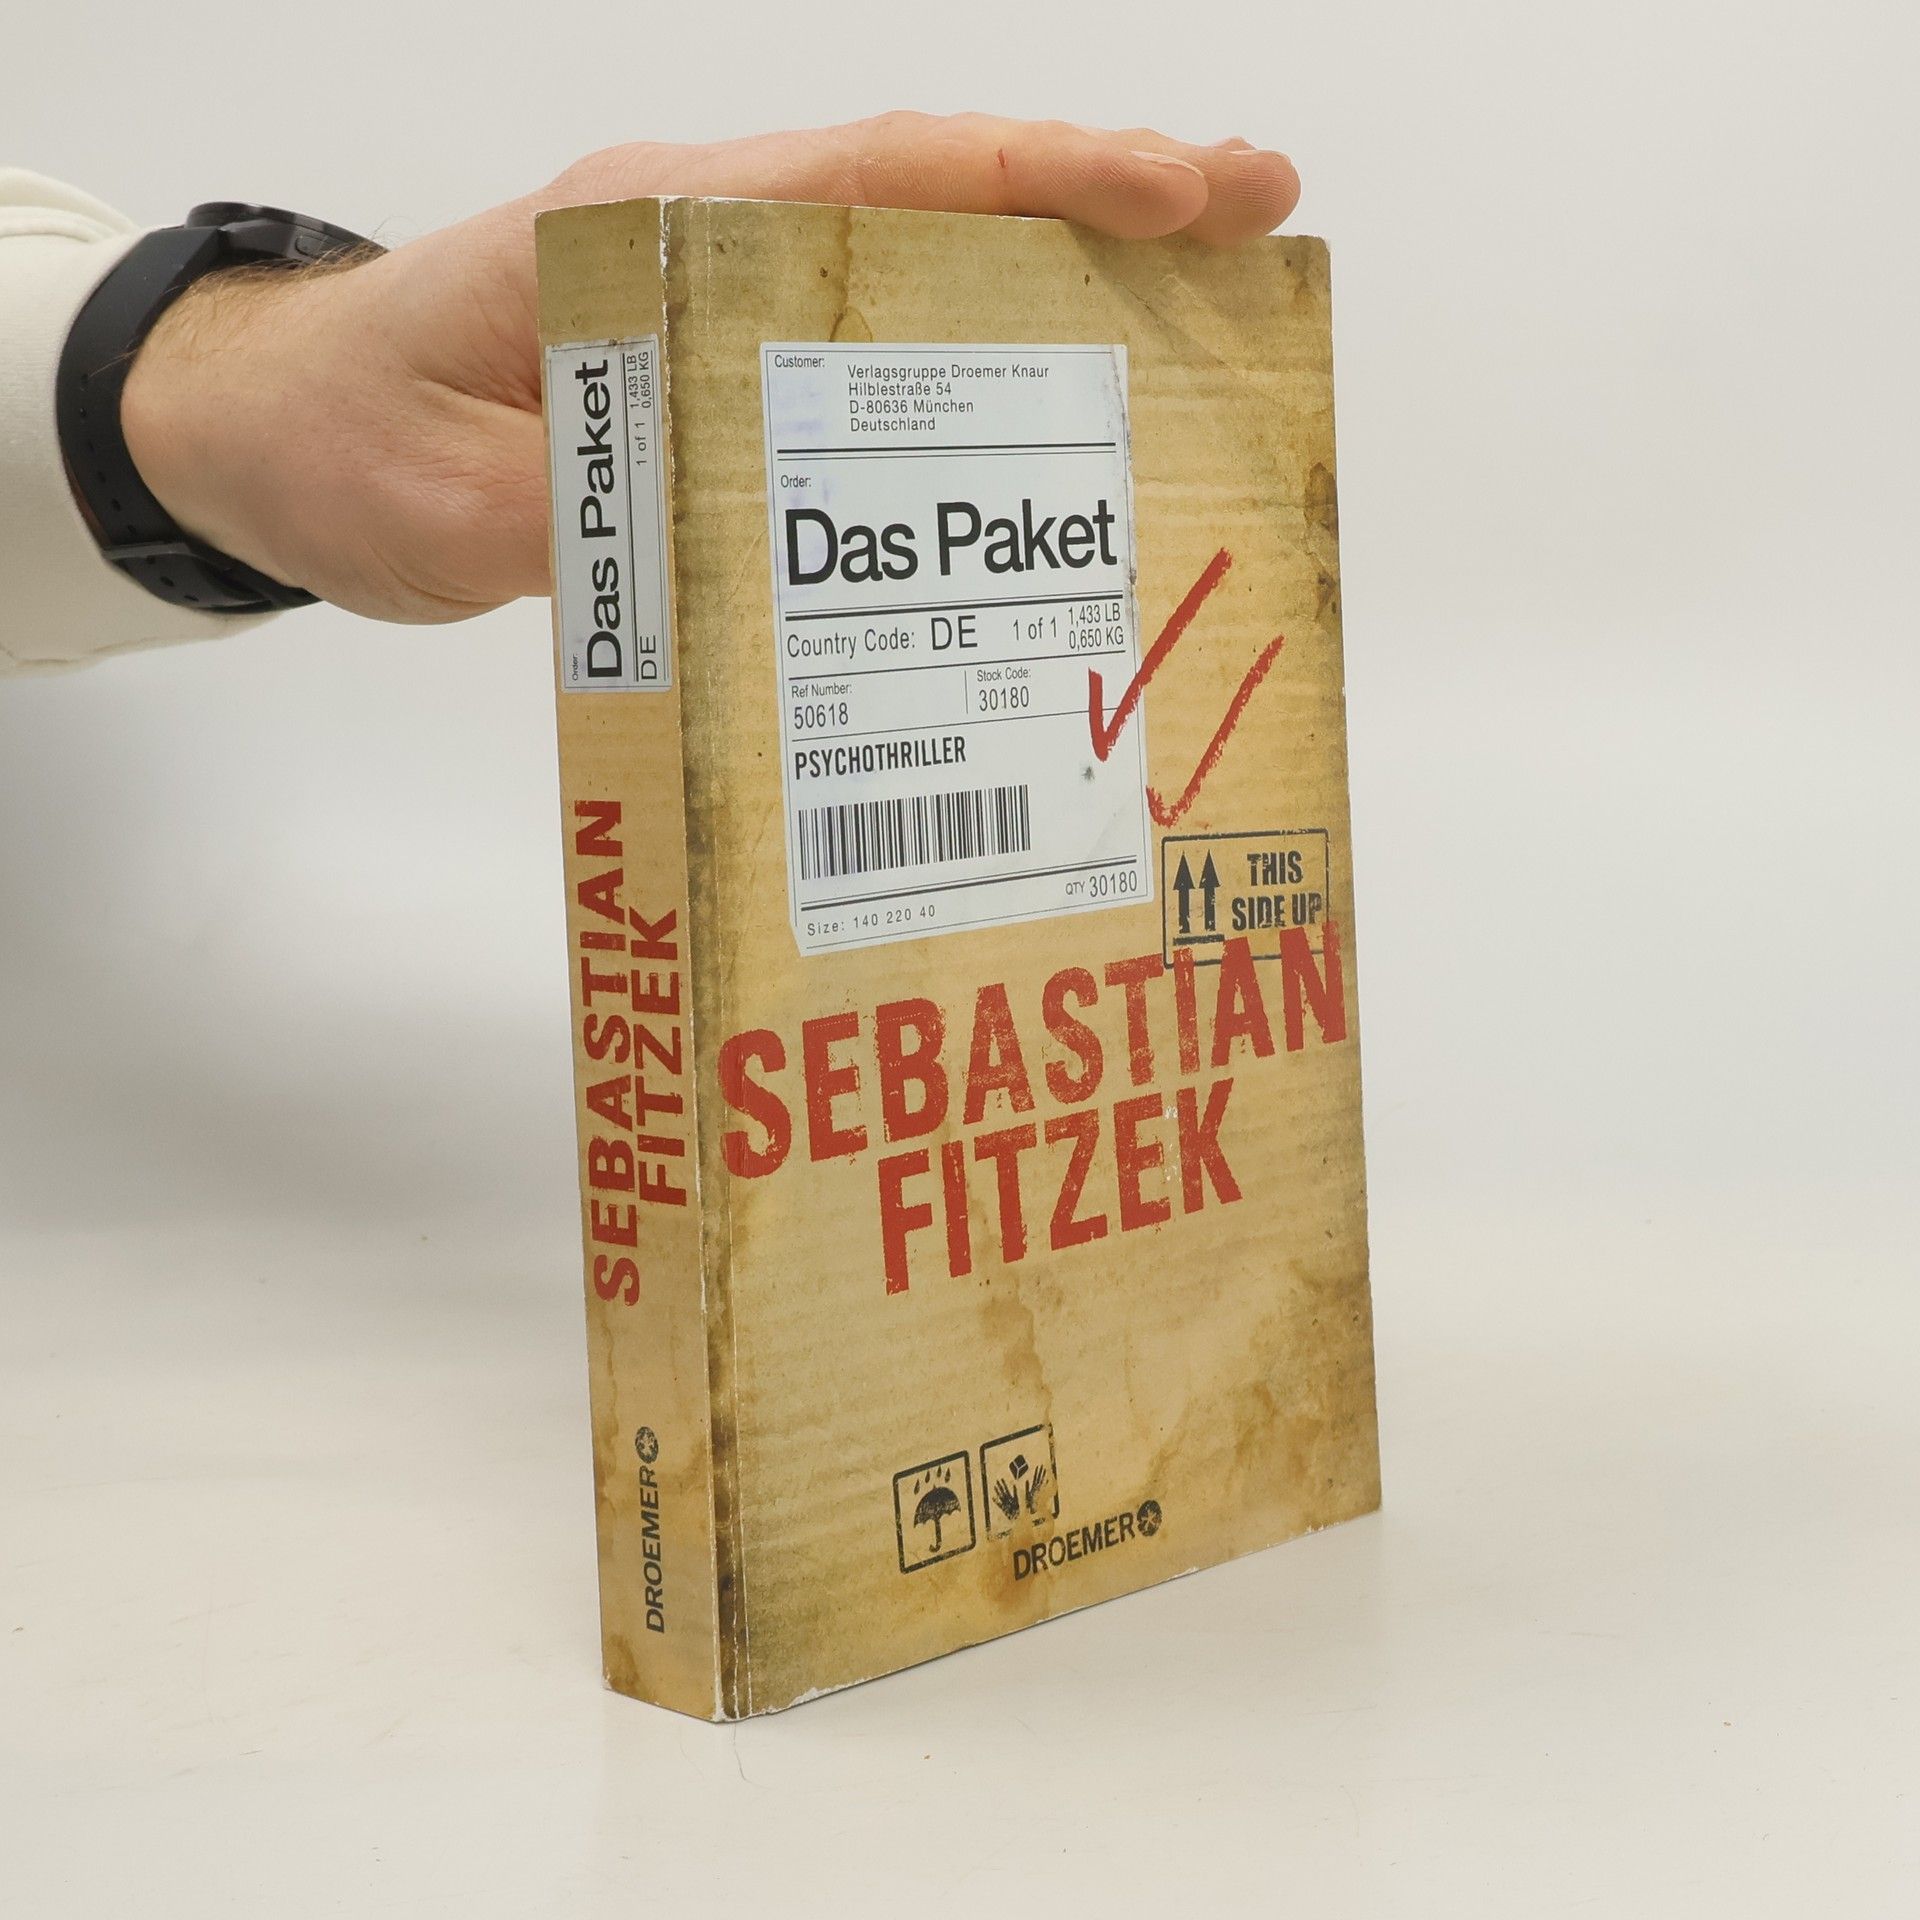 Order:
Das Paket
DE
1 of 1
1,433 LB
0,650 KG
SEBASTIAN
FITZEK
DROEMER
Customer:
Verlagsgruppe Droemer Knaur
Hilblestraße 54
D-80636 München
Deutschland
Order:
Das Paket
Country Code: DE
1 of 1
1,433 LB
0,650 KG
Ref Number:
50618
Stock Code:
30180
PSYCHOTHRILLER
QTY 30180
Size: 140 220 40
THIS
SIDE UP
SEBASTIAN
FITZEK
DROEMER